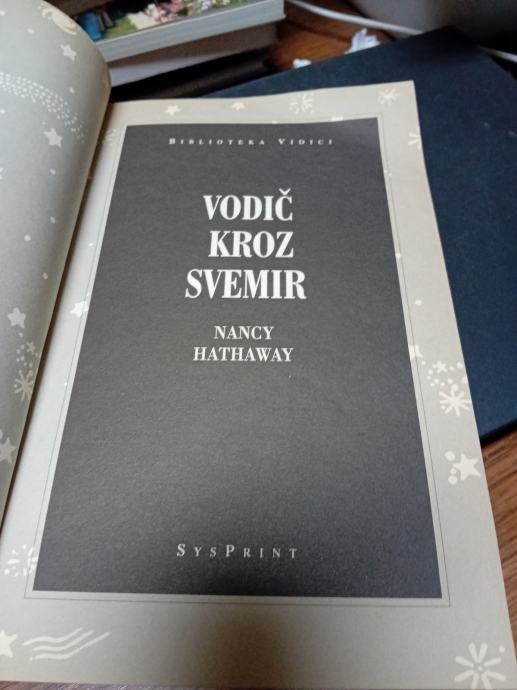 BIBLIOTEKA VIDICI
VODIČ
KROZ
SVEMIR
NANCY
HATHAWAY
SYSPRINT